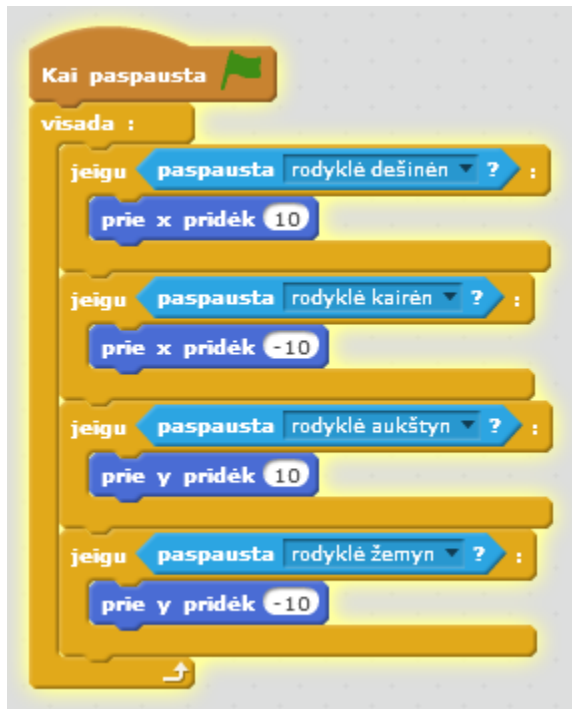 Kai paspausta
visada :
jeigu paspausta rodyklė dešinėn ? :
prie x pridėk 10
jeigu paspausta rodyklė kairėn ? :
prie x pridėk -10
jeigu paspausta rodyklė aukštyn ? :
prie y pridėk 10
jeigu paspausta rodyklė žemyn ? :
prie y pridėk -10